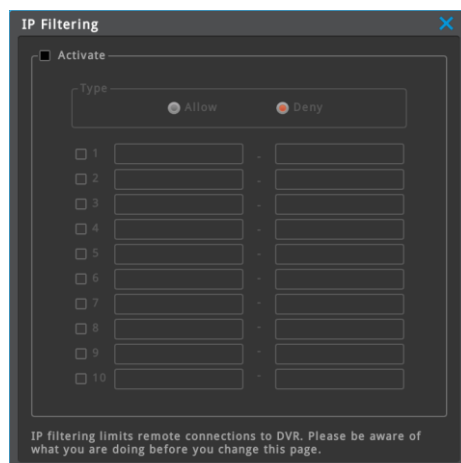 IP Filtering
Activate
Type
Allow Deny
1 -
2 -
3 -
4 -
5 -
6 -
7 -
8 -
9 -
10 -
IP filtering limits remote connections to DVR. Please be aware of
what you are doing before you change this page.